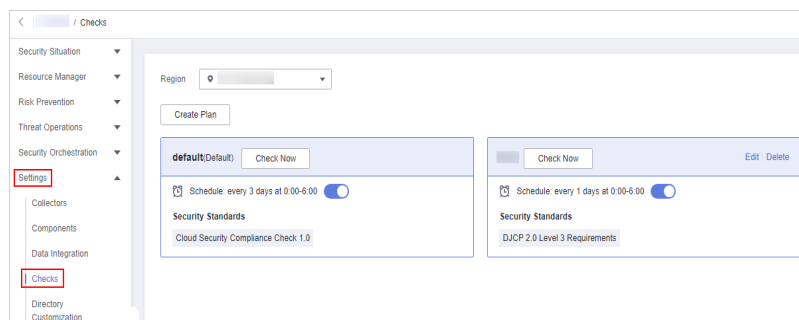 / Checks
Security Situation
Resource Manager
Risk Prevention
Threat Operations
Security Orchestration
Settings
Collectors
Components
Data Integration
Checks
Directory
Customization
Region
Create Plan
default(Default) Check Now
Schedule: every 3 days at 0:00-6:00
Security Standards
Cloud Security Compliance Check 1.0
Check Now Edit Delete
Schedule: every 1 days at 0:00-6:00
Security Standards
DJCP 2.0 Level 3 Requirements